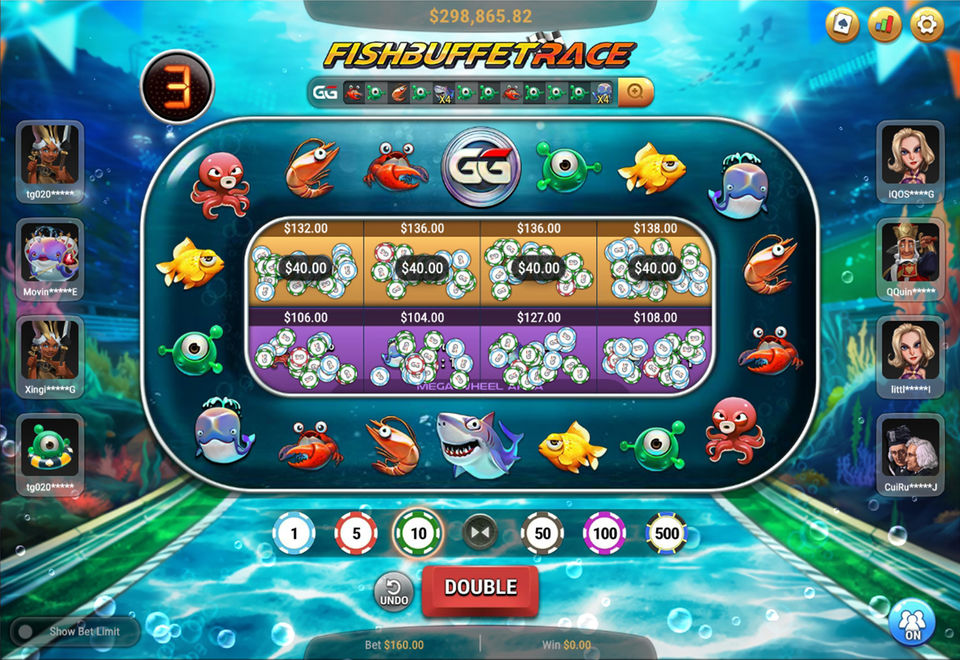 $298,865.82
FISHBUFFETRACE
3
GG X4 X4
tg020*****
IQOS****G
GG
Movin*****E
QQuin*****
$132.00 $136.00 $136.00 $138.00
$40.00 $40.00 $40.00 $40.00
$106.00 $104.00 $127.00 $108.00
MEGA WHEEL AREA
Xingi*****G
littl*****I
tg020*****
CuiRu*****J
1 5 10 50 100 500
UNDO
DOUBLE
Show Bet Limit
ON
Bet $160.00 Win $0.00